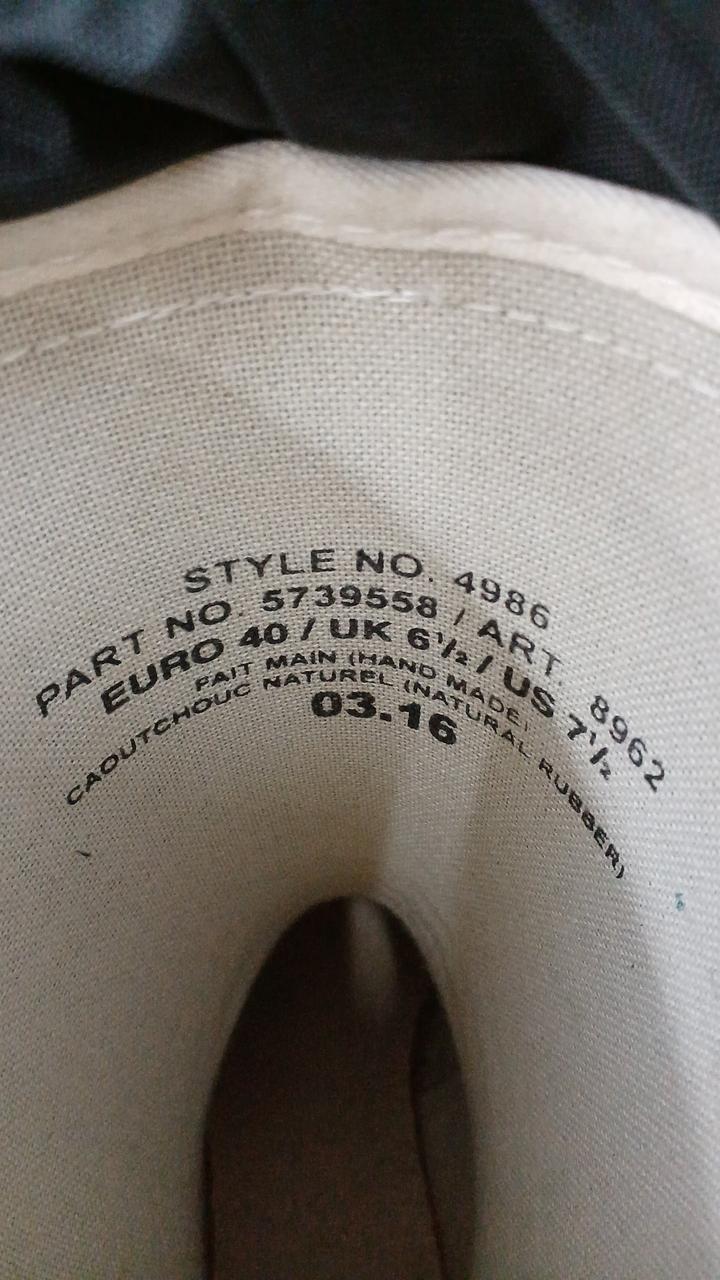 STYLE NO. 4986
PART NO. 5739558 / ART. 8962
EURO 40 / UK 6½ / US 7½
FAIT MAIN (HAND MADE)
CAOUTCHOUC NATUREL (NATURAL RUBBER)
03.16